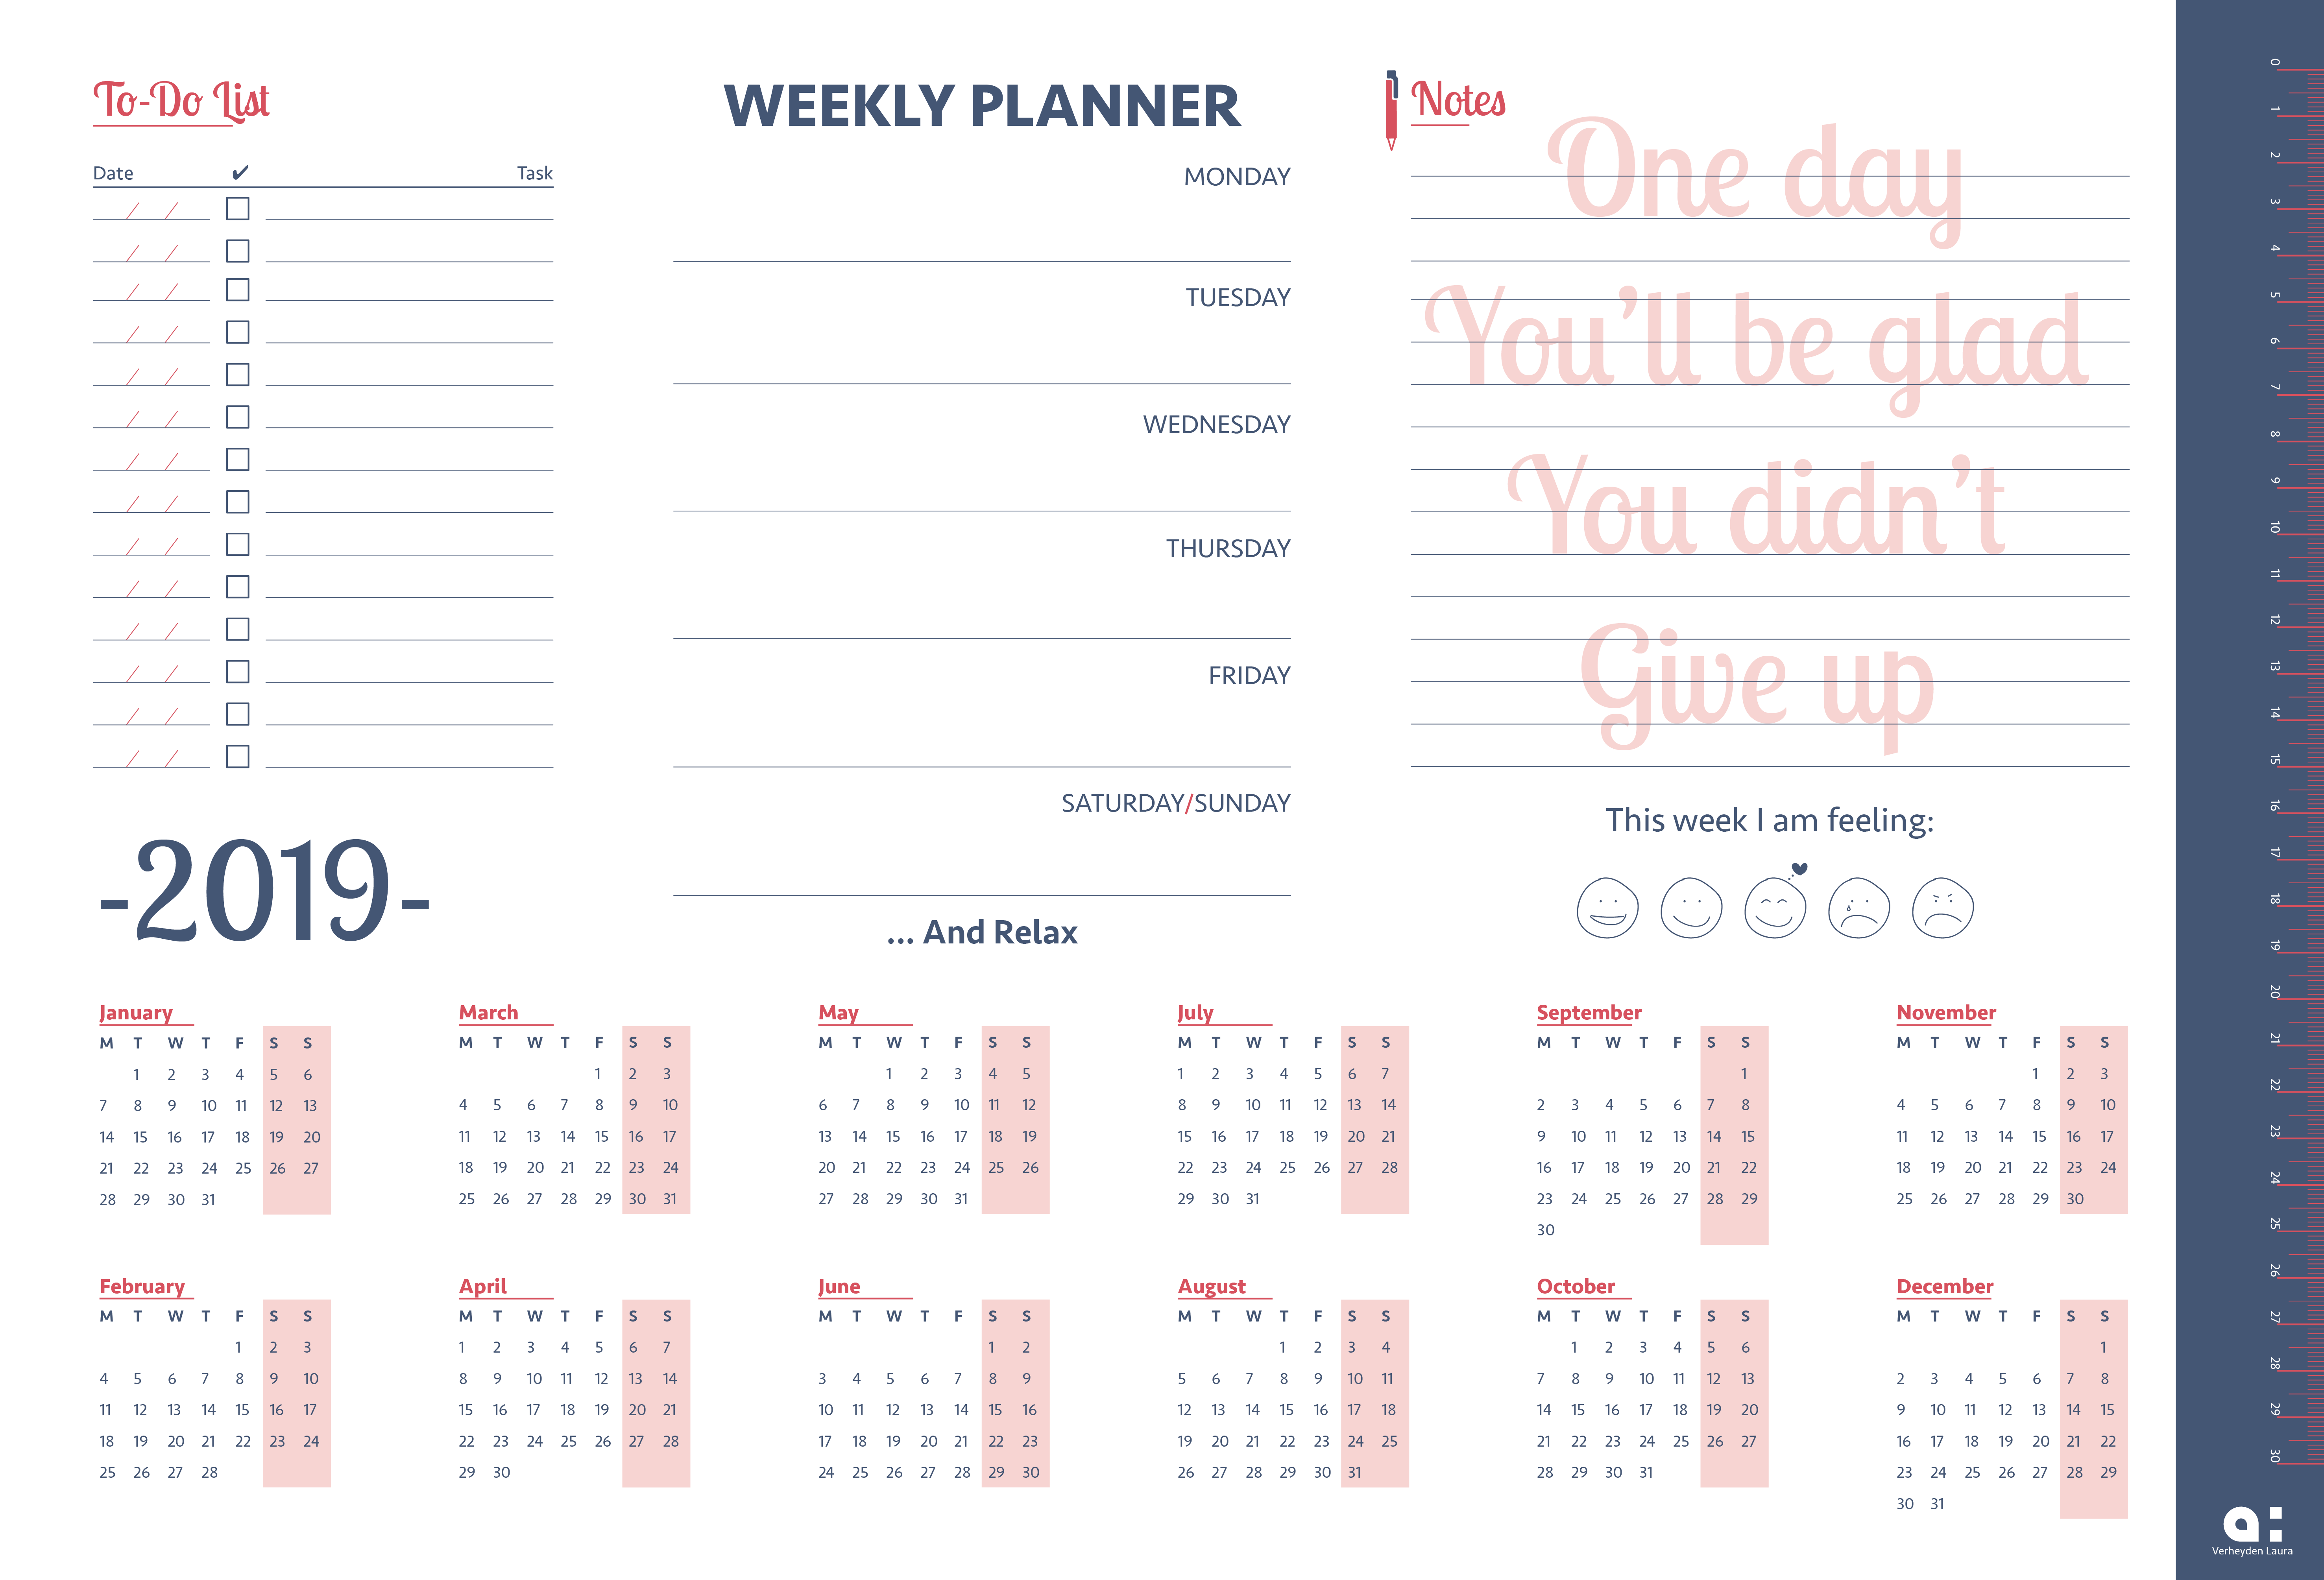 To-Do List
Date ✔ Task
/ /
/ /
/ /
/ /
/ /
/ /
/ /
/ /
/ /
/ /
/ /
/ /
/ /
/ /
WEEKLY PLANNER
MONDAY
TUESDAY
WEDNESDAY
THURSDAY
FRIDAY
SATURDAY/SUNDAY
... And Relax
Notes
One day
You'll be glad
You didn't
Give up
This week I am feeling:
-2019-
January
M T W T F S S
1 2 3 4 5 6
7 8 9 10 11 12 13
14 15 16 17 18 19 20
21 22 23 24 25 26 27
28 29 30 31
March
M T W T F S S
1 2 3
4 5 6 7 8 9 10
11 12 13 14 15 16 17
18 19 20 21 22 23 24
25 26 27 28 29 30 31
May
M T W T F S S
1 2 3 4 5
6 7 8 9 10 11 12
13 14 15 16 17 18 19
20 21 22 23 24 25 26
27 28 29 30 31
July
M T W T F S S
1 2 3 4 5 6 7
8 9 10 11 12 13 14
15 16 17 18 19 20 21
22 23 24 25 26 27 28
29 30 31
September
M T W T F S S
1
2 3 4 5 6 7 8
9 10 11 12 13 14 15
16 17 18 19 20 21 22
23 24 25 26 27 28 29
30
November
M T W T F S S
1 2 3
4 5 6 7 8 9 10
11 12 13 14 15 16 17
18 19 20 21 22 23 24
25 26 27 28 29 30
February
M T W T F S S
1 2 3
4 5 6 7 8 9 10
11 12 13 14 15 16 17
18 19 20 21 22 23 24
25 26 27 28
April
M T W T F S S
1 2 3 4 5 6 7
8 9 10 11 12 13 14
15 16 17 18 19 20 21
22 23 24 25 26 27 28
29 30
June
M T W T F S S
1 2
3 4 5 6 7 8 9
10 11 12 13 14 15 16
17 18 19 20 21 22 23
24 25 26 27 28 29 30
August
M T W T F S S
1 2 3 4
5 6 7 8 9 10 11
12 13 14 15 16 17 18
19 20 21 22 23 24 25
26 27 28 29 30 31
October
M T W T F S S
1 2 3 4 5 6
7 8 9 10 11 12 13
14 15 16 17 18 19 20
21 22 23 24 25 26 27
28 29 30 31
December
M T W T F S S
1
2 3 4 5 6 7 8
9 10 11 12 13 14 15
16 17 18 19 20 21 22
23 24 25 26 27 28 29
30 31
0 1 2 3 4 5 6 7 8 9 10 11 12 13 14 15 16 17 18 19 20 21 22 23 24 25 26 27 28 29 30
a:
Verheyden Laura